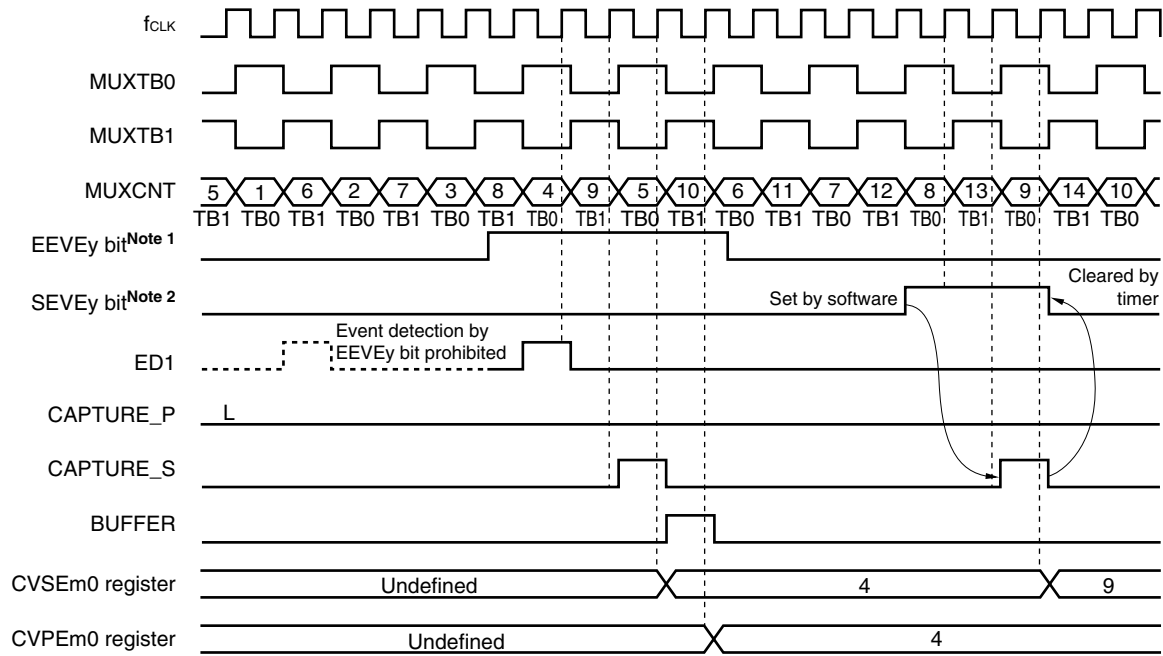 fCLK
MUXTB0
MUXTB1
MUXCNT 5 1 6 2 7 3 8 4 9 5 10 6 11 7 12 8 13 9 14 10
TB1 TB0 TB1 TB0 TB1 TB0 TB1 TB0 TB1 TB0 TB1 TB0 TB1 TB0 TB1 TB0 TB1 TB0 TB1 TB0
EEVEy bitNote 1
SEVEy bitNote 2
Set by software
Cleared by
timer
ED1
Event detection by
EEVEy bit prohibited
CAPTURE_P L
CAPTURE_S
BUFFER
CVSEm0 register Undefined 4 9
CVPEm0 register Undefined 4